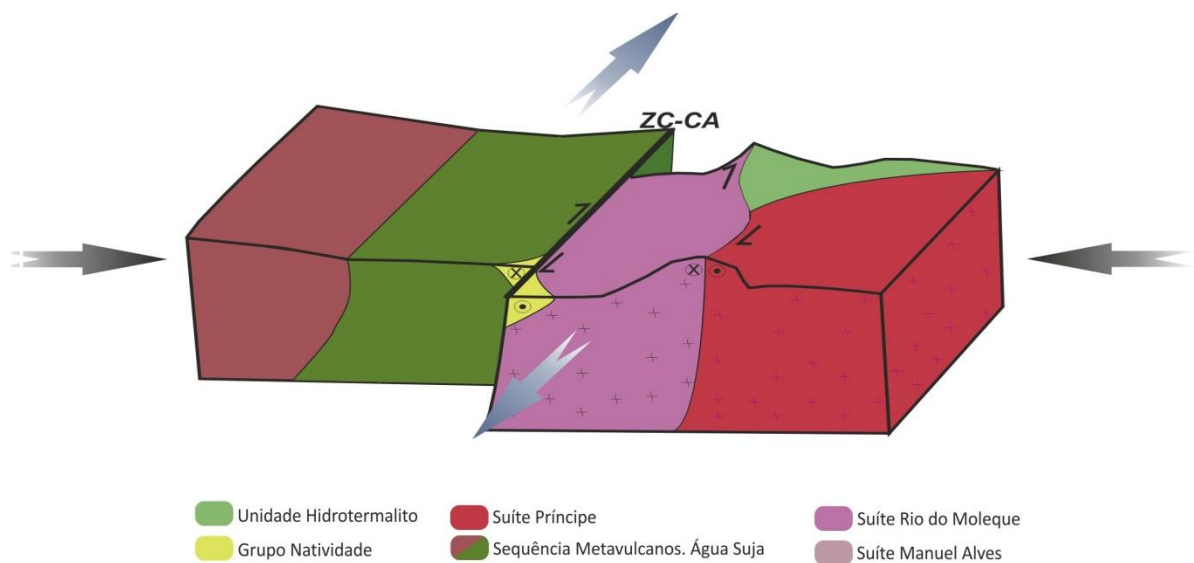 ZC-CA
Unidade Hidrotermalito
Suíte Príncipe
Suíte Rio do Moleque
Grupo Natividade
Sequência Metavulcanos. Água Suja
Suíte Manuel Alves